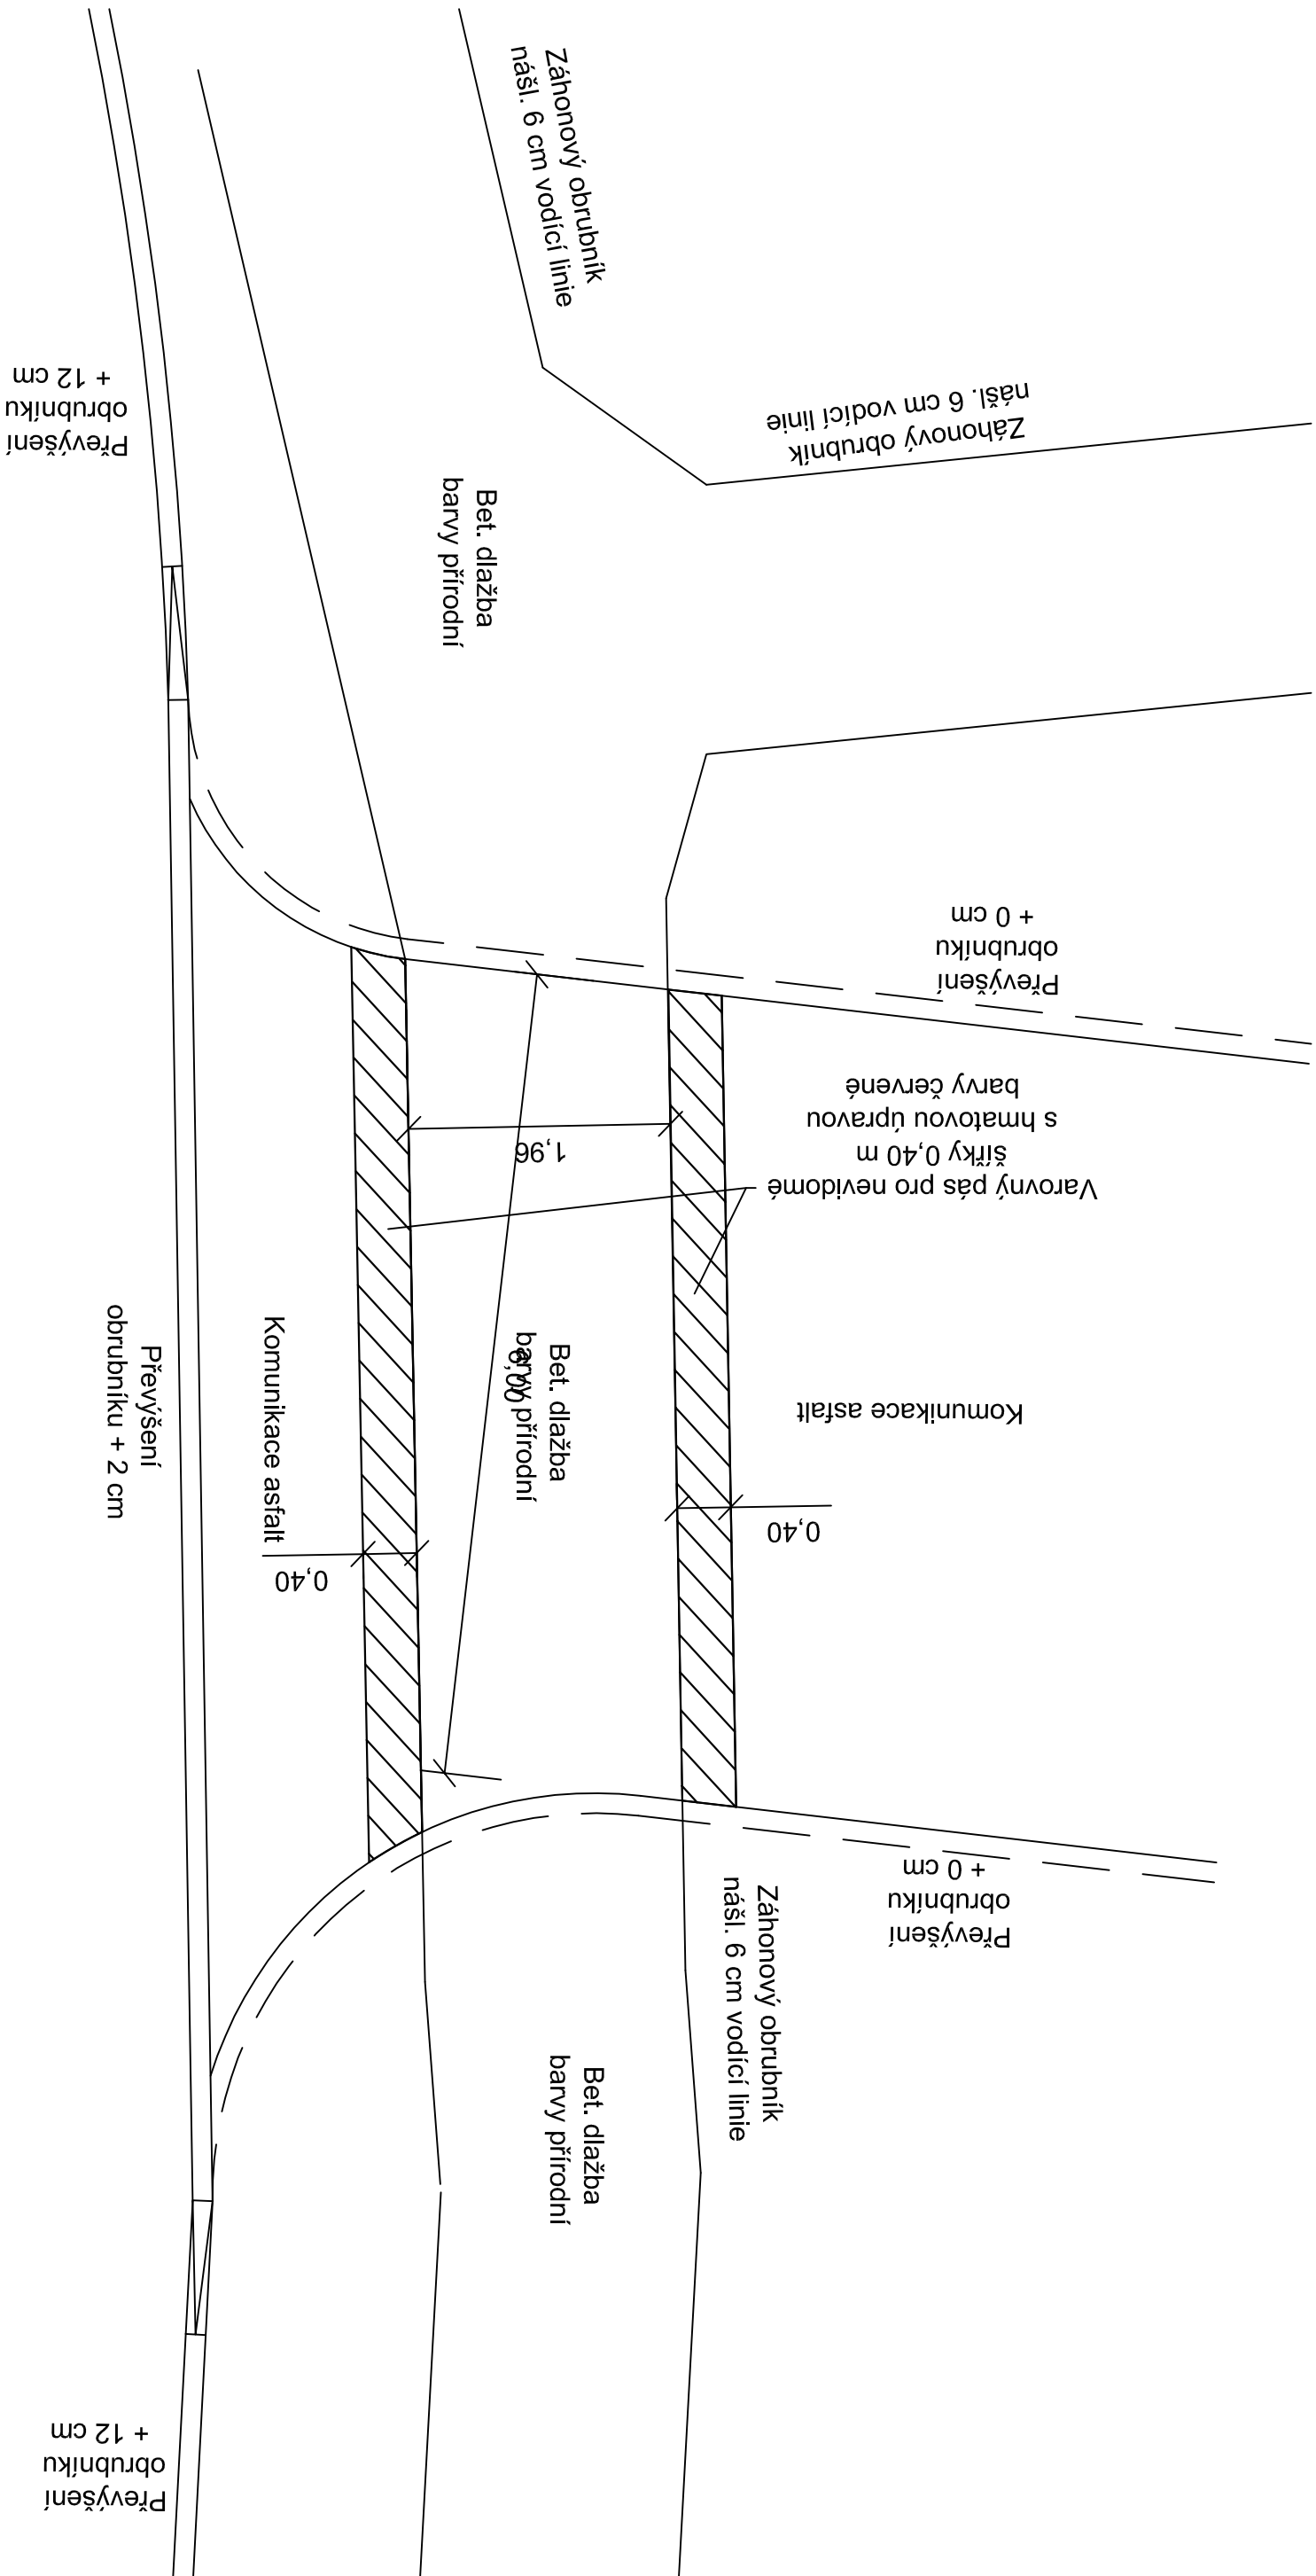 Záhonový obrubník
nášl. 6 cm vodící linie
Převýšení
obrubníku
+ 12 cm
Záhonový obrubník
nášl. 6 cm vodící linie
Bet. dlažba
barvy přírodní
Převýšení
obrubníku
+ 0 cm
Varovný pás pro nevidomé
šířky 0,40 m
s hmatovou úpravou
barvy červené
1,96
Převýšení
obrubníku + 2 cm
Komunikace asfalt
Bet. dlažba
barvy přírodní
6,00
Komunikace asfalt
0,40
0,40
Převýšení
obrubníku
+ 0 cm
Záhonový obrubník
nášl. 6 cm vodící linie
Bet. dlažba
barvy přírodní
Převýšení
obrubníku
+ 12 cm